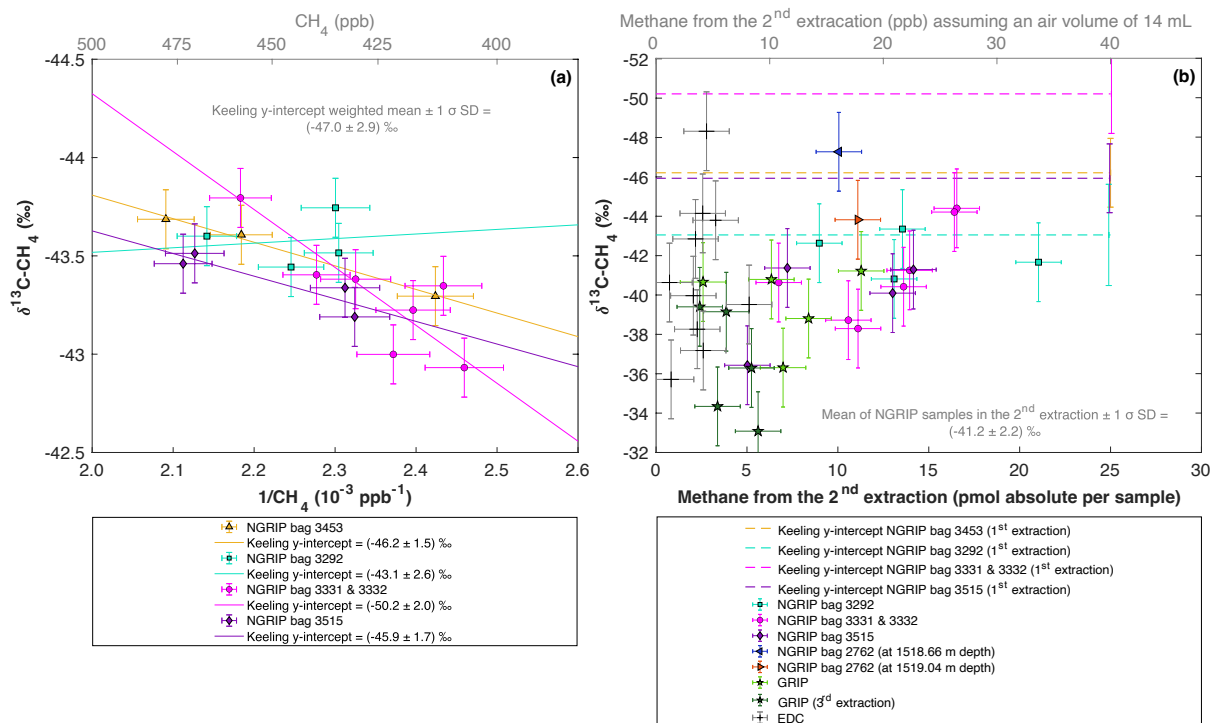 CH4 (ppb)
500 475 450 425 400
-44.5
-44
-43.5
-43
-42.5
δ13C-CH4 (‰)
(a)
Keeling y-intercept weighted mean ± 1 σ SD =
(-47.0 ± 2.9) ‰
2.0 2.1 2.2 2.3 2.4 2.5 2.6
1/CH4 (10-3 ppb-1)
NGRIP bag 3453
Keeling y-intercept = (-46.2 ± 1.5) ‰
NGRIP bag 3292
Keeling y-intercept = (-43.1 ± 2.6) ‰
NGRIP bag 3331 & 3332
Keeling y-intercept = (-50.2 ± 2.0) ‰
NGRIP bag 3515
Keeling y-intercept = (-45.9 ± 1.7) ‰
Methane from the 2nd extracation (ppb) assuming an air volume of 14 mL
0 10 20 30 40
-52
-50
-48
-46
-44
-42
-40
-38
-36
-34
-32
δ13C-CH4 (‰)
(b)
Mean of NGRIP samples in the 2nd extraction ± 1 σ SD =
(-41.2 ± 2.2) ‰
0 5 10 15 20 25 30
Methane from the 2nd extraction (pmol absolute per sample)
Keeling y-intercept NGRIP bag 3453 (1st extraction)
Keeling y-intercept NGRIP bag 3292 (1st extraction)
Keeling y-intercept NGRIP bag 3331 & 3332 (1st extraction)
Keeling y-intercept NGRIP bag 3515 (1st extraction)
NGRIP bag 3292
NGRIP bag 3331 & 3332
NGRIP bag 3515
NGRIP bag 2762 (at 1518.66 m depth)
NGRIP bag 2762 (at 1519.04 m depth)
GRIP
GRIP (3rd extraction)
EDC